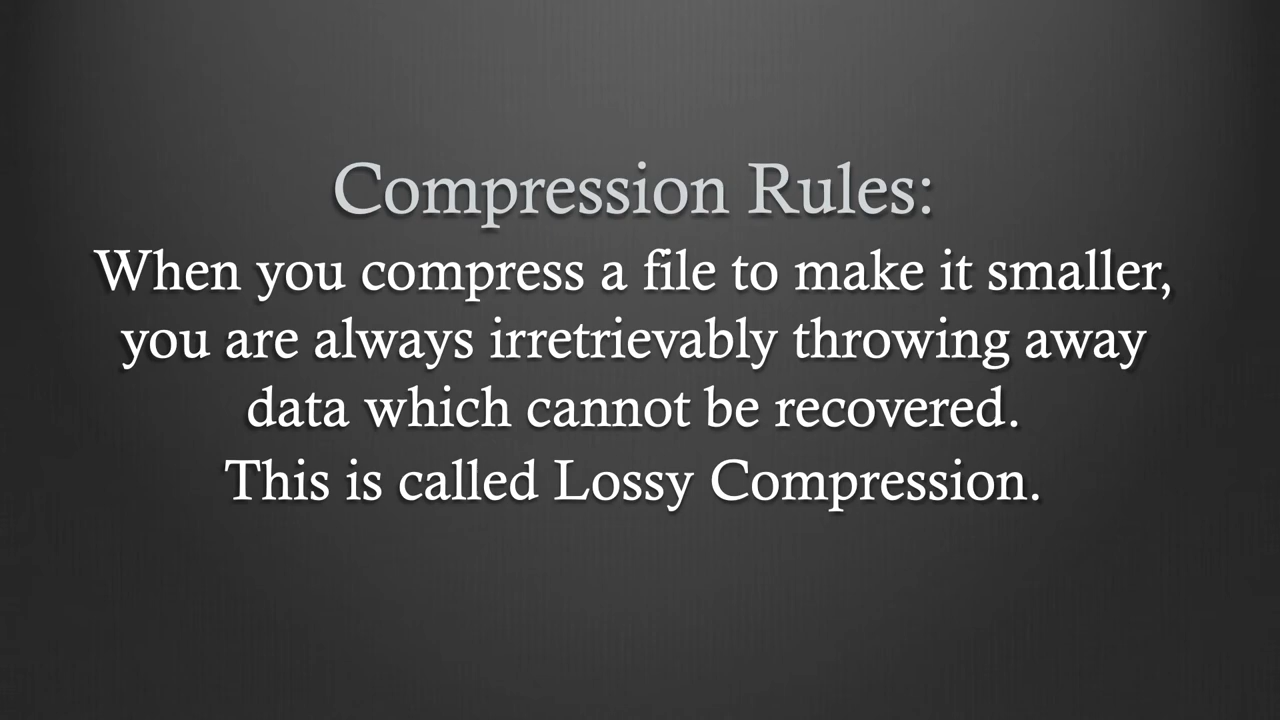 Compression Rules:
When you compress a file to make it smaller,
you are always irretrievably throwing away
data which cannot be recovered.
This is called Lossy Compression.